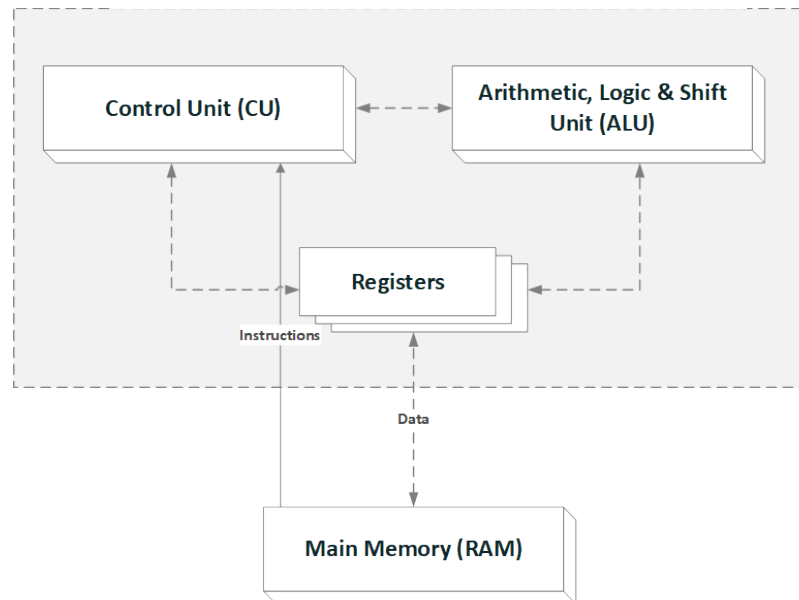 Control Unit (CU)
Arithmetic, Logic & Shift
Unit (ALU)
Registers
Instructions
Data
Main Memory (RAM)